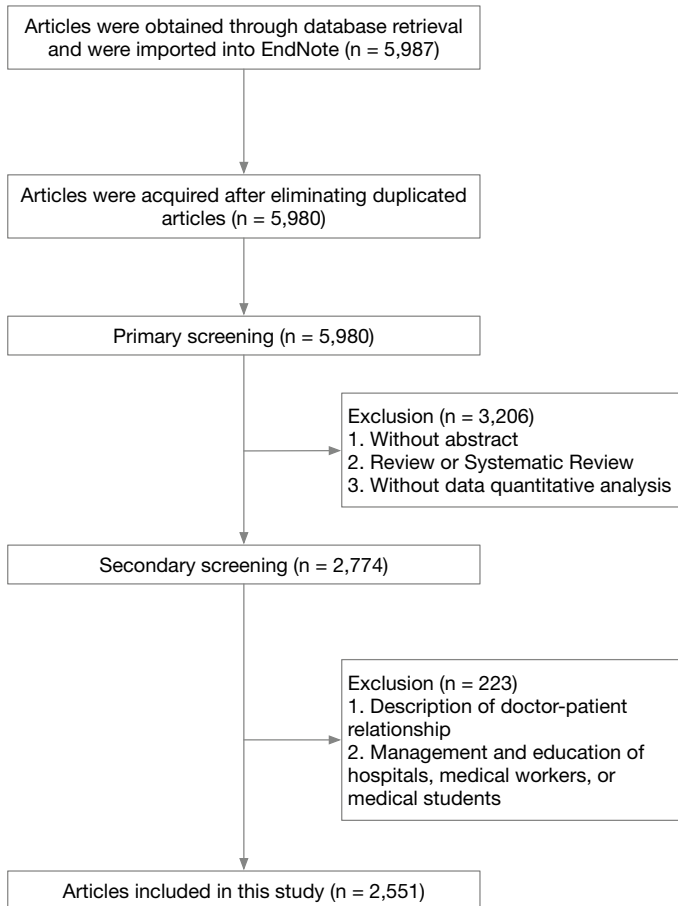 Articles were obtained through database retrieval
and were imported into EndNote (n = 5,987)
Articles were acquired after eliminating duplicated
articles (n = 5,980)
Primary screening (n = 5,980)
Exclusion (n = 3,206)
1. Without abstract
2. Review or Systematic Review
3. Without data quantitative analysis
Secondary screening (n = 2,774)
Exclusion (n = 223)
1. Description of doctor-patient
relationship
2. Management and education of
hospitals, medical workers, or
medical students
Articles included in this study (n = 2,551)